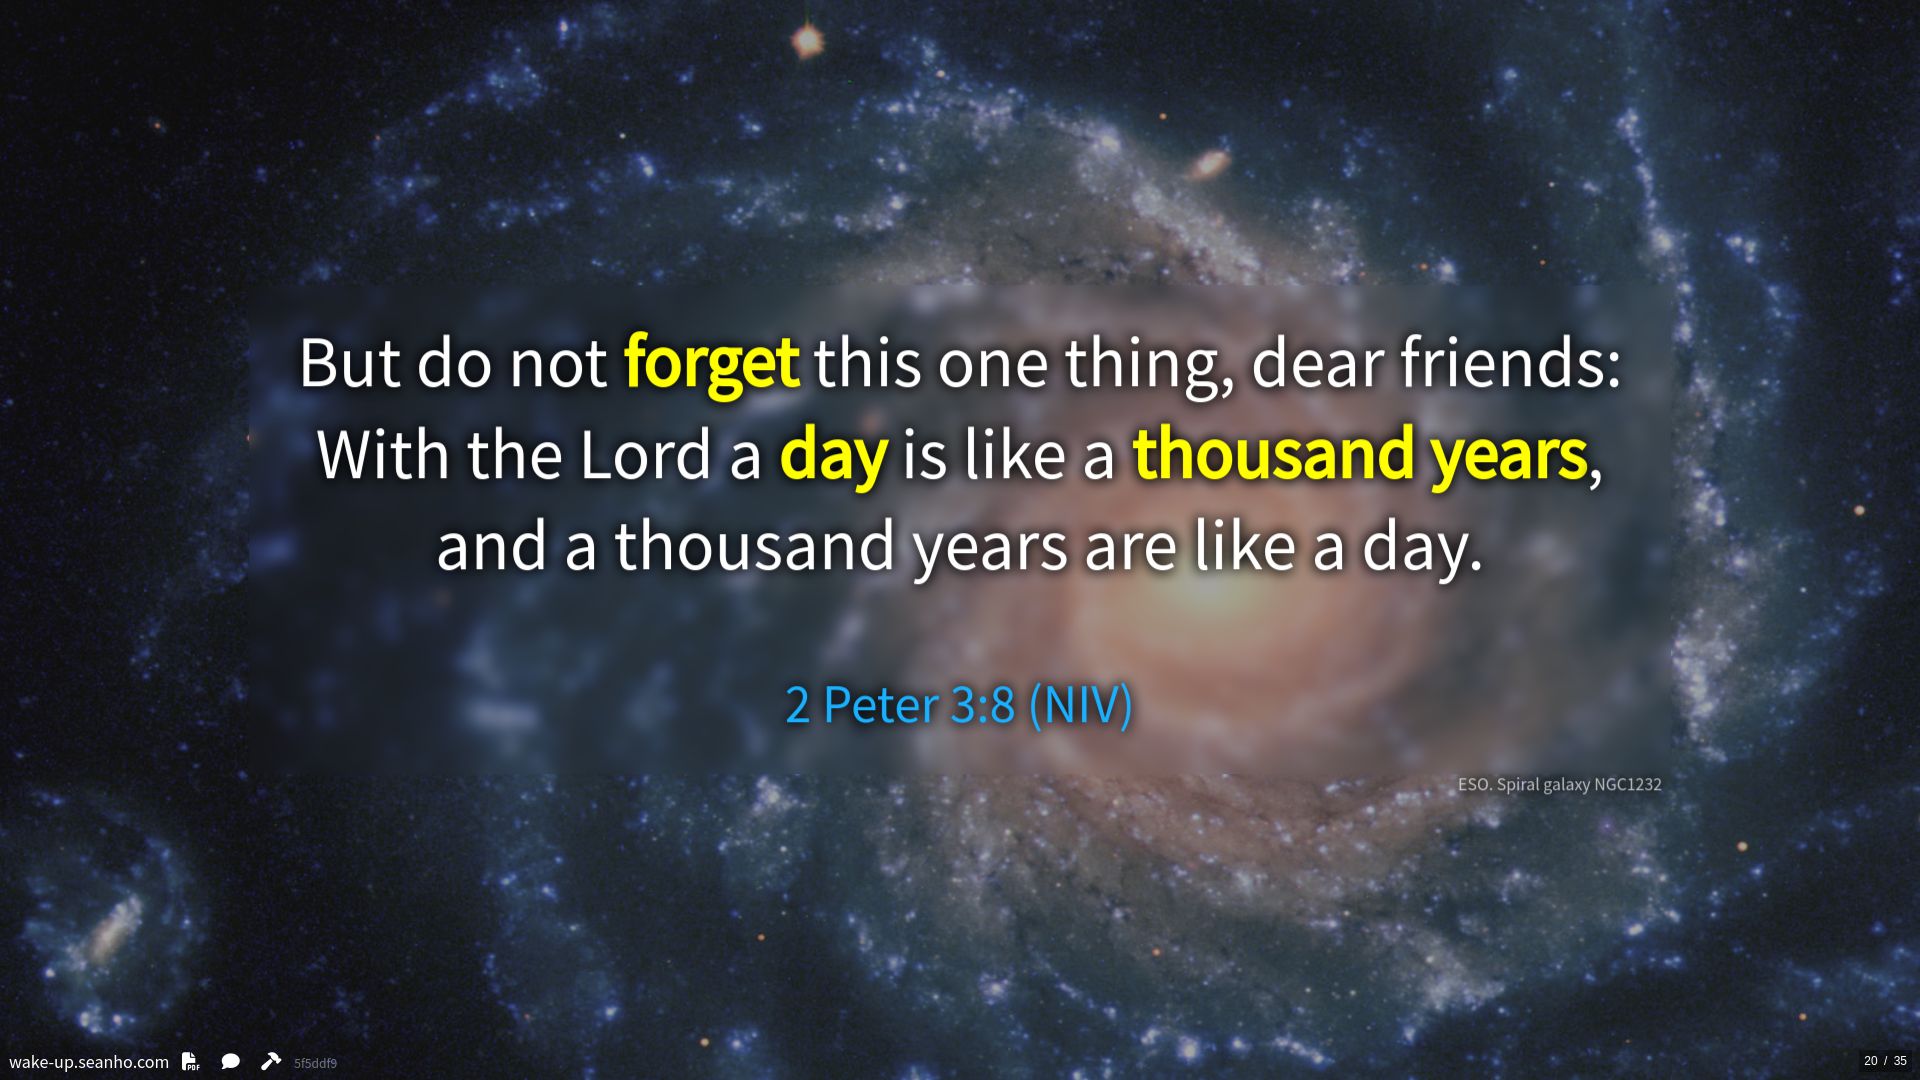 But do not forget this one thing, dear friends:
With the Lord a day is like a thousand years,
and a thousand years are like a day.
2 Peter 3:8 (NIV)
ESO. Spiral galaxy NGC1232
wake-up.seanho.com PDF 5f5ddf9
20 / 35